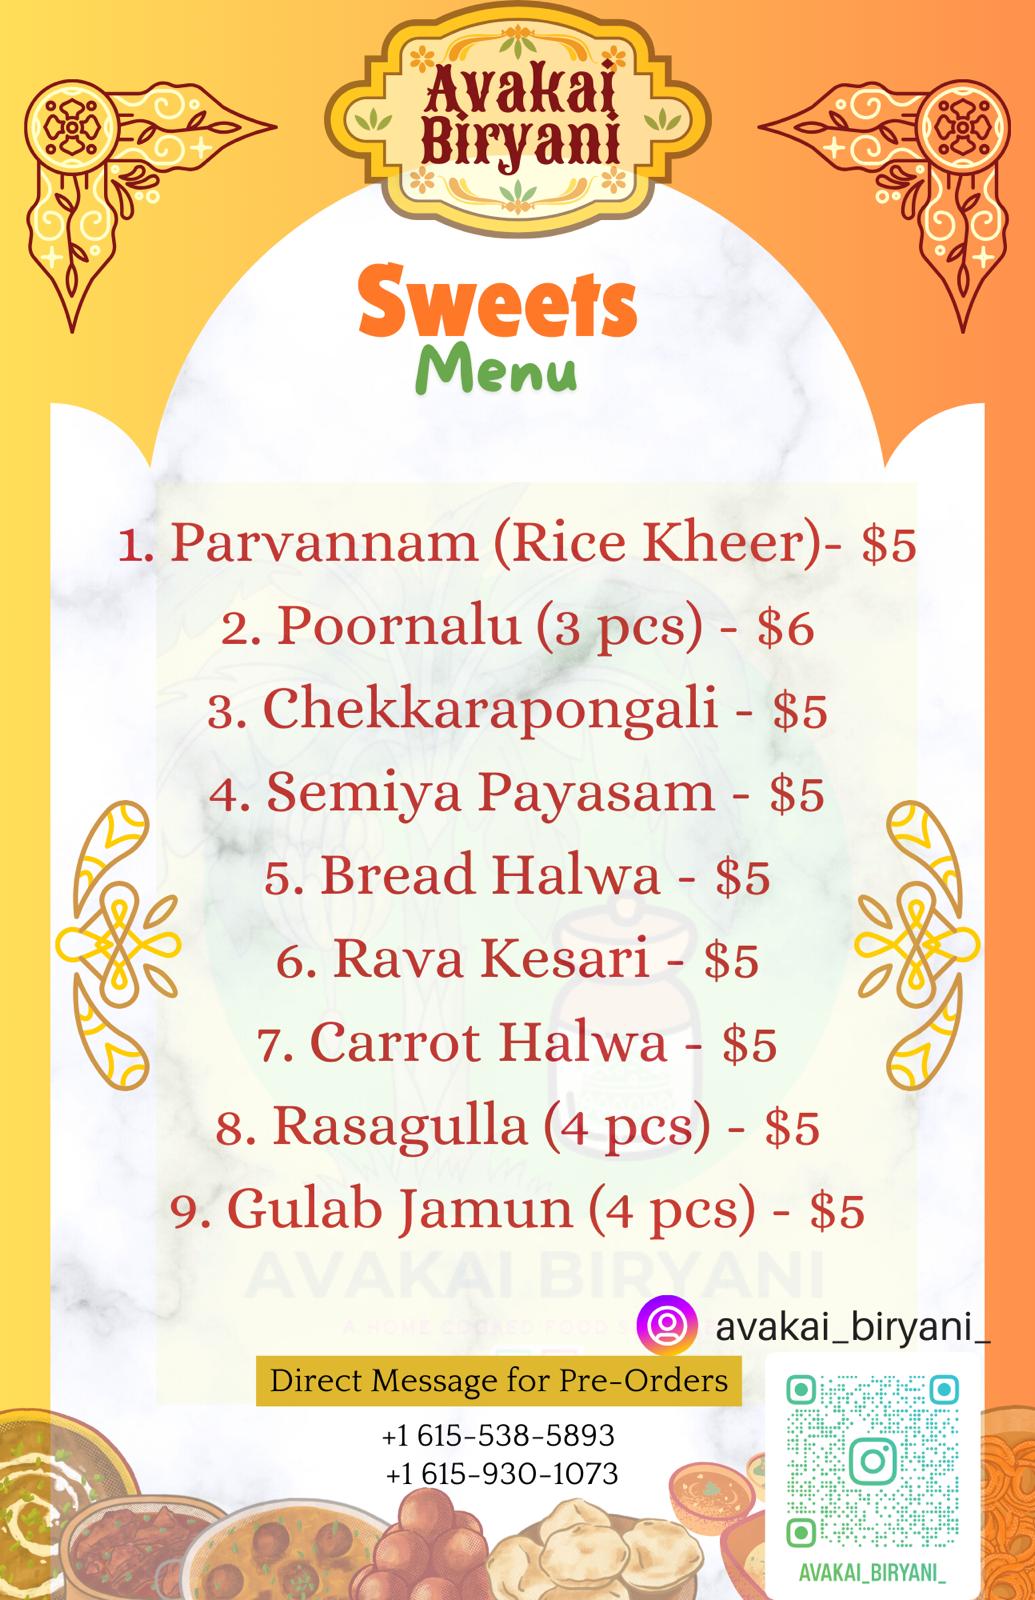 Avakai
Biryani
Sweets
Menu
1. Parvannam (Rice Kheer)- $5
2. Poornalu (3 pcs) - $6
3. Chekkarapongali - $5
4. Semiya Payasam - $5
5. Bread Halwa - $5
6. Rava Kesari - $5
7. Carrot Halwa - $5
8. Rasagulla (4 pcs) - $5
9. Gulab Jamun (4 pcs) - $5
AVAKAI BIRYANI
A HOME COOKED FOOD
avakai_biryani_
Direct Message for Pre-Orders
+1 615-538-5893
+1 615-930-1073
AVAKAI_BIRYANI_